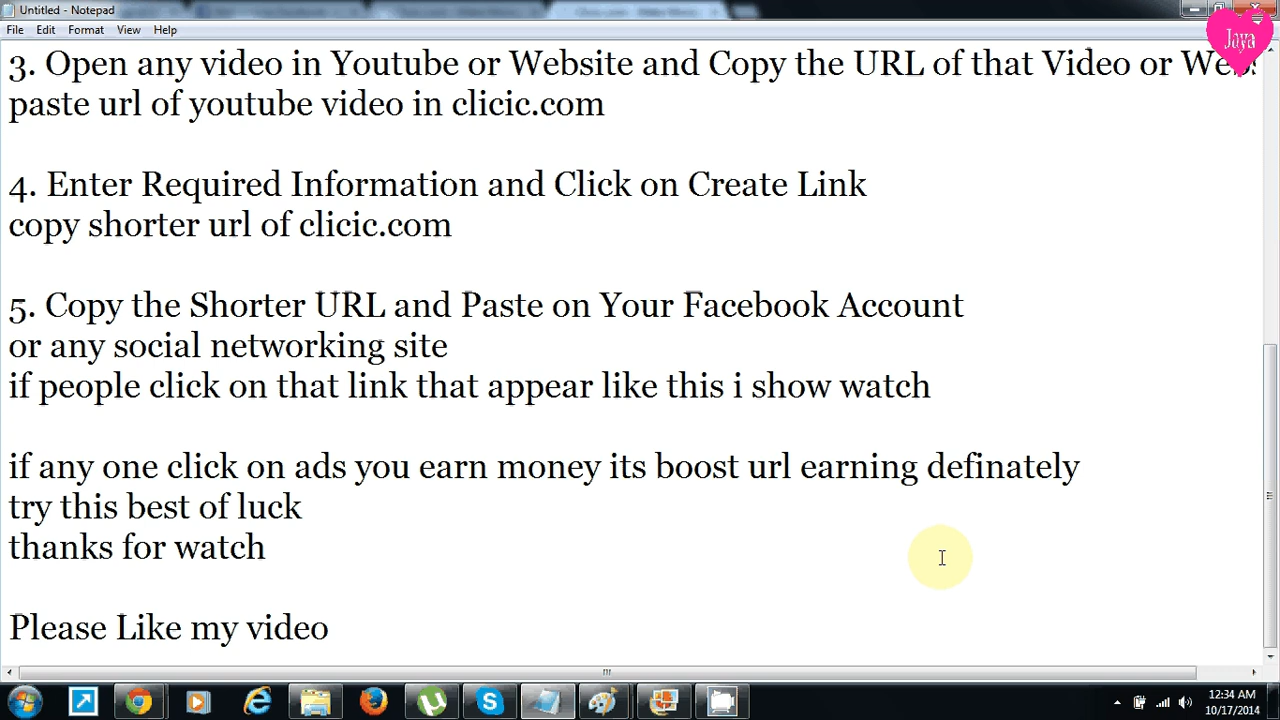 Untitled - Notepad
File Edit Format View Help
Jaya
3. Open any video in Youtube or Website and Copy the URL of that Video or
paste url of youtube video in clicic.com
4. Enter Required Information and Click on Create Link
copy shorter url of clicic.com
5. Copy the Shorter URL and Paste on Your Facebook Account
or any social networking site
if people click on that link that appear like this i show watch
if any one click on ads you earn money its boost url earning definately
try this best of luck
thanks for watch
Please Like my video
12:34 AM
10/17/2014